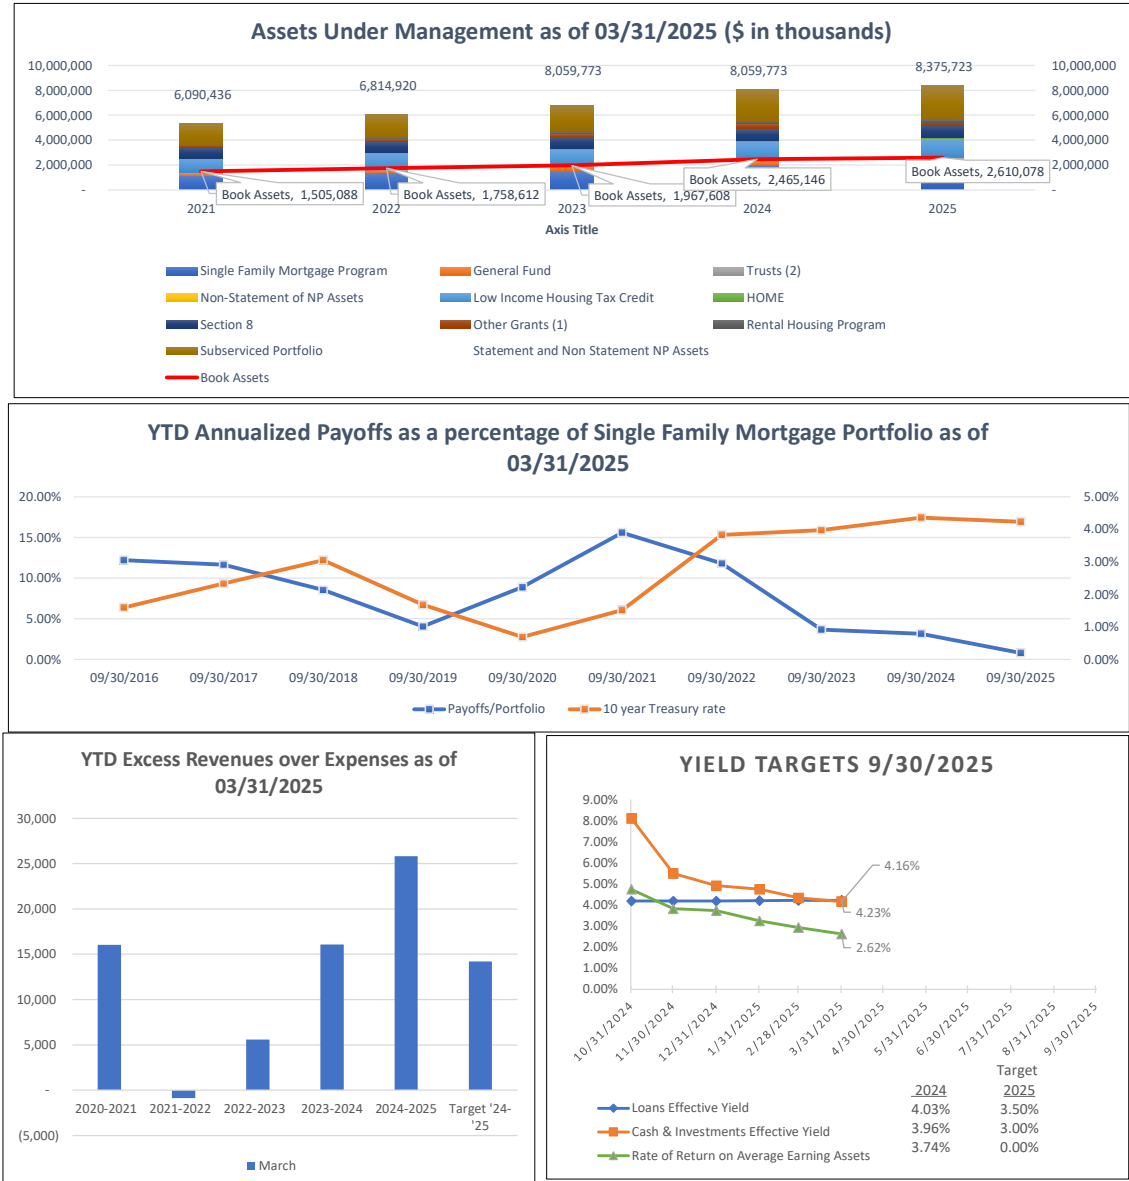 Assets Under Management as of 03/31/2025 ($ in thousands)
10,000,000
8,000,000
6,000,000
4,000,000
2,000,000
-
10,000,000
8,000,000
6,000,000
4,000,000
2,000,000
-
6,090,436
6,814,920
8,059,773
8,059,773
8,375,723
Book Assets, 1,505,088
Book Assets, 1,758,612
Book Assets, 1,967,608
Book Assets, 2,465,146
Book Assets, 2,610,078
2021 2022 2023 2024 2025
Axis Title
Single Family Mortgage Program General Fund Trusts (2)
Non-Statement of NP Assets Low Income Housing Tax Credit HOME
Section 8 Other Grants (1) Rental Housing Program
Subserviced Portfolio Statement and Non Statement NP Assets
Book Assets
YTD Annualized Payoffs as a percentage of Single Family Mortgage Portfolio as of
03/31/2025
20.00%
15.00%
10.00%
5.00%
0.00%
5.00%
4.00%
3.00%
2.00%
1.00%
0.00%
09/30/2016 09/30/2017 09/30/2018 09/30/2019 09/30/2020 09/30/2021 09/30/2022 09/30/2023 09/30/2024 09/30/2025
Payoffs/Portfolio 10 year Treasury rate
YTD Excess Revenues over Expenses as of
03/31/2025
30,000
25,000
20,000
15,000
10,000
5,000
-
(5,000)
2020-2021 2021-2022 2022-2023 2023-2024 2024-2025 Target '24-
'25
March
YIELD TARGETS 9/30/2025
9.00%
8.00%
7.00%
6.00%
5.00%
4.00%
3.00%
2.00%
1.00%
0.00%
4.16%
4.23%
2.62%
10/31/2024 11/30/2024 12/31/2024 1/31/2025 2/28/2025 3/31/2025 4/30/2025 5/31/2025 6/30/2025 7/31/2025 8/31/2025 9/30/2025
Target
2024 2025
Loans Effective Yield 4.03% 3.50%
Cash & Investments Effective Yield 3.96% 3.00%
Rate of Return on Average Earning Assets 3.74% 0.00%